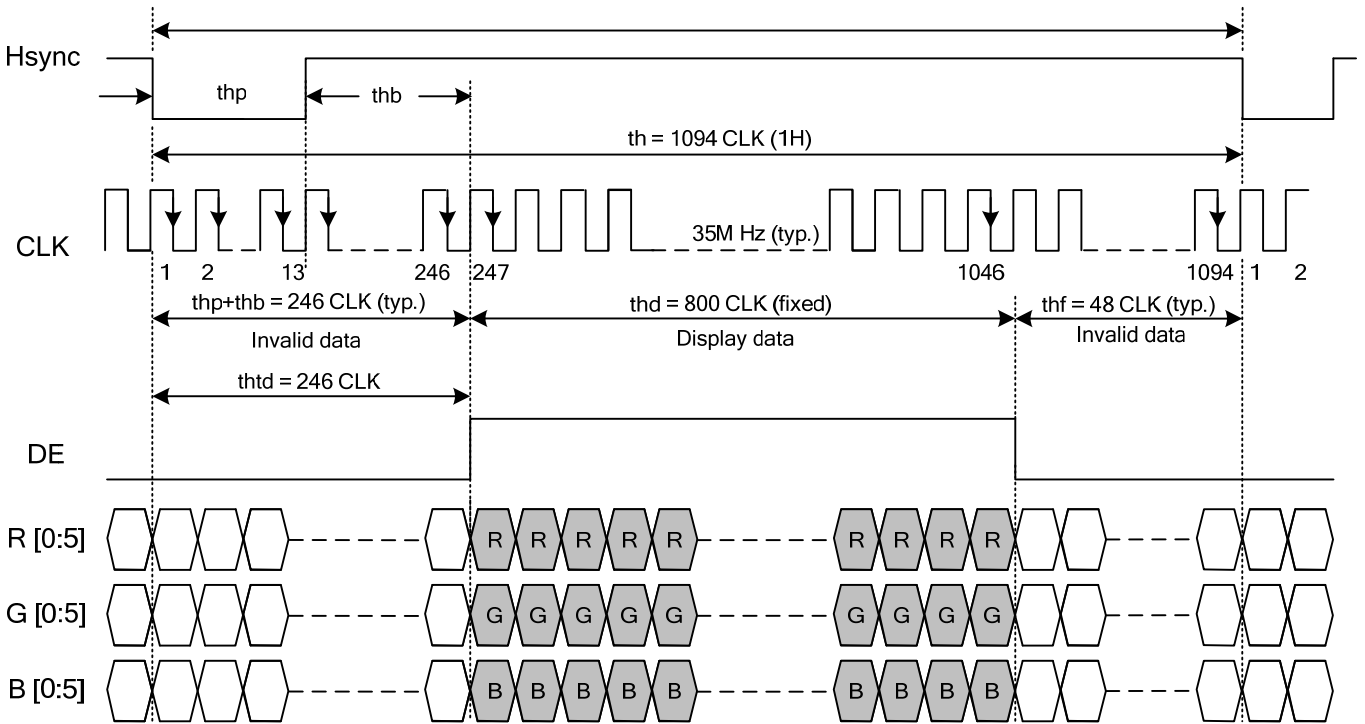 Hsync
thp
thb
th = 1094 CLK (1H)
CLK
35M Hz (typ.)
1 2 13 246 247 1046 1094 1 2
thp+thb = 246 CLK (typ.) thd = 800 CLK (fixed) thf = 48 CLK (typ.)
Invalid data Display data Invalid data
thtd = 246 CLK
DE
R [0:5] R R R R R R R R R
G [0:5] G G G G G G G G G
B [0:5] B B B B B B B B B